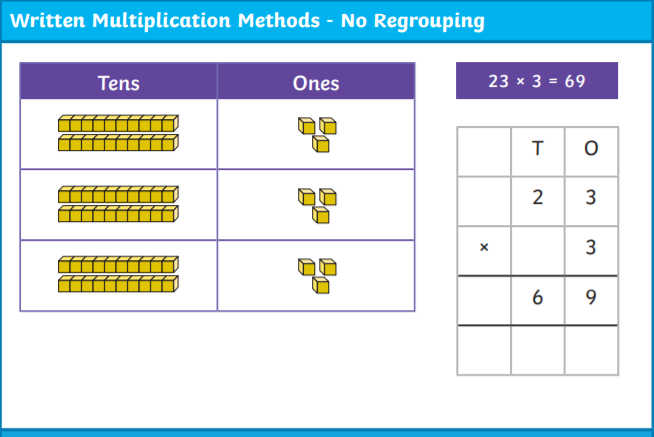 Written Multiplication Methods - No Regrouping
Tens Ones
23 × 3 = 69
T O
2 3
× 3
6 9